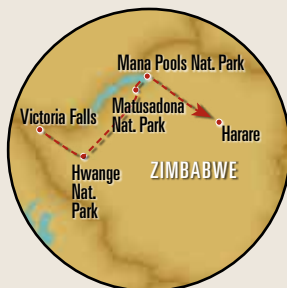 Mana Pools Nat. Park
Matusadona
Nat. Park
Victoria Falls
Harare
Hwange
Nat.
Park
ZIMBABWE